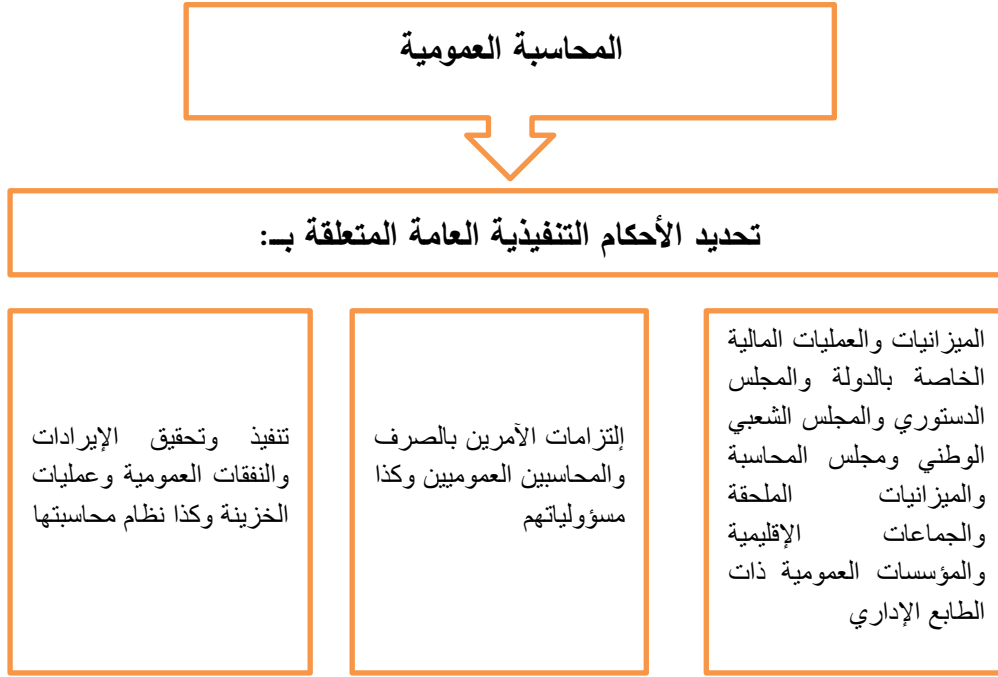 المحاسبة العمومية
تحديد الأحكام التنفيذية العامة المتعلقة بــ:
الميزانيات والعمليات المالية
الخاصة بالدولة والمجلس
الدستوري والمجلس الشعبي
الوطني ومجلس المحاسبة
والميزانيات الملحقة
والجماعات الإقليمية
والمؤسسات العمومية ذات
الطابع الإداري
إلتزامات الآمرين بالصرف
والمحاسبين العموميين وكذا
مسؤولياتهم
تنفيذ وتحقيق الإيرادات
والنفقات العمومية وعمليات
الخزينة وكذا نظام محاسبتها